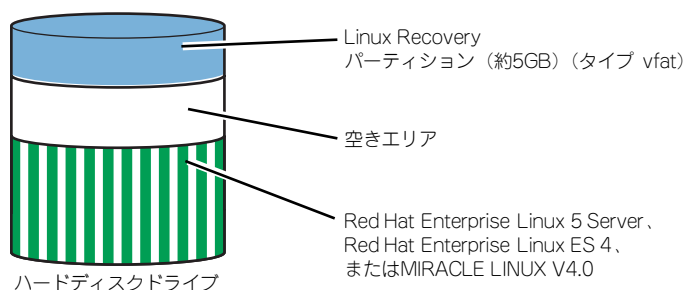 Linux Recovery
パーティション（約5GB）（タイプ vfat）
空きエリア
Red Hat Enterprise Linux 5 Server、
Red Hat Enterprise Linux ES 4、
またはMIRACLE LINUX V4.0
ハードディスクドライブ